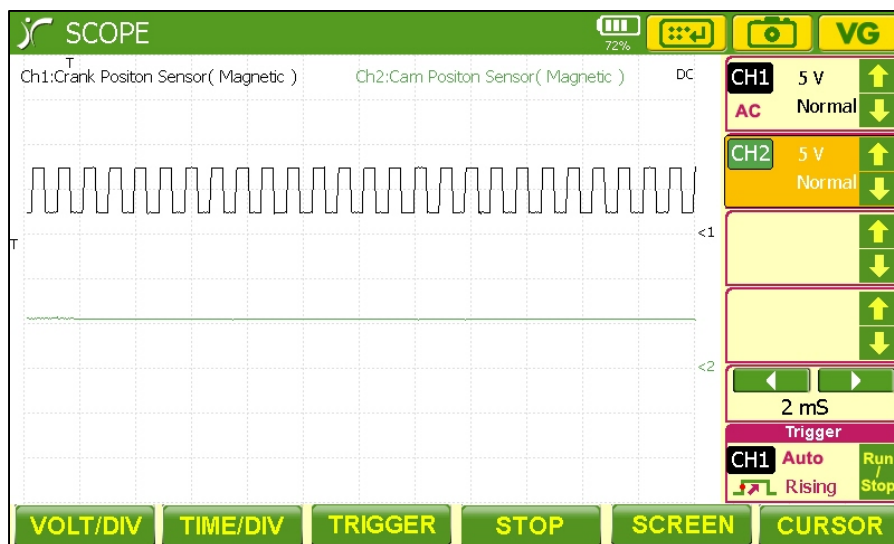 SCOPE
72%
VG
T
Ch1:Crank Positon Sensor( Magnetic )
Ch2:Cam Positon Sensor( Magnetic )
DC
CH1 5 V
AC Normal
CH2 5 V
Normal
<1
T
<2
2 mS
Trigger
CH1 Auto
Rising
Run
/
Stop
VOLT/DIV TIME/DIV TRIGGER STOP SCREEN CURSOR